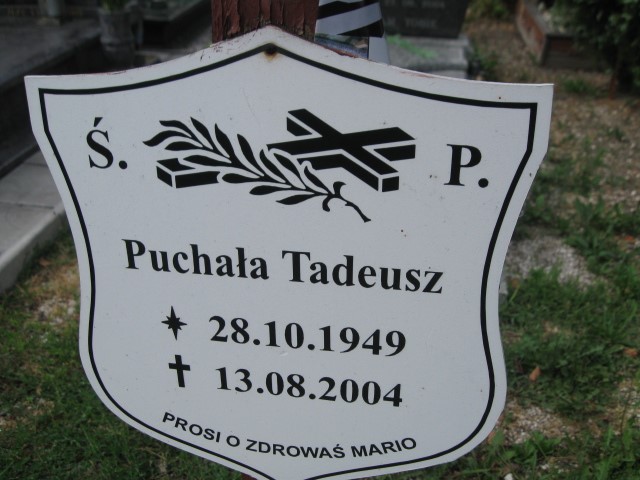 Ś. P.
Puchała Tadeusz
28.10.1949
13.08.2004
PROSI O ZDROWAŚ MARIO